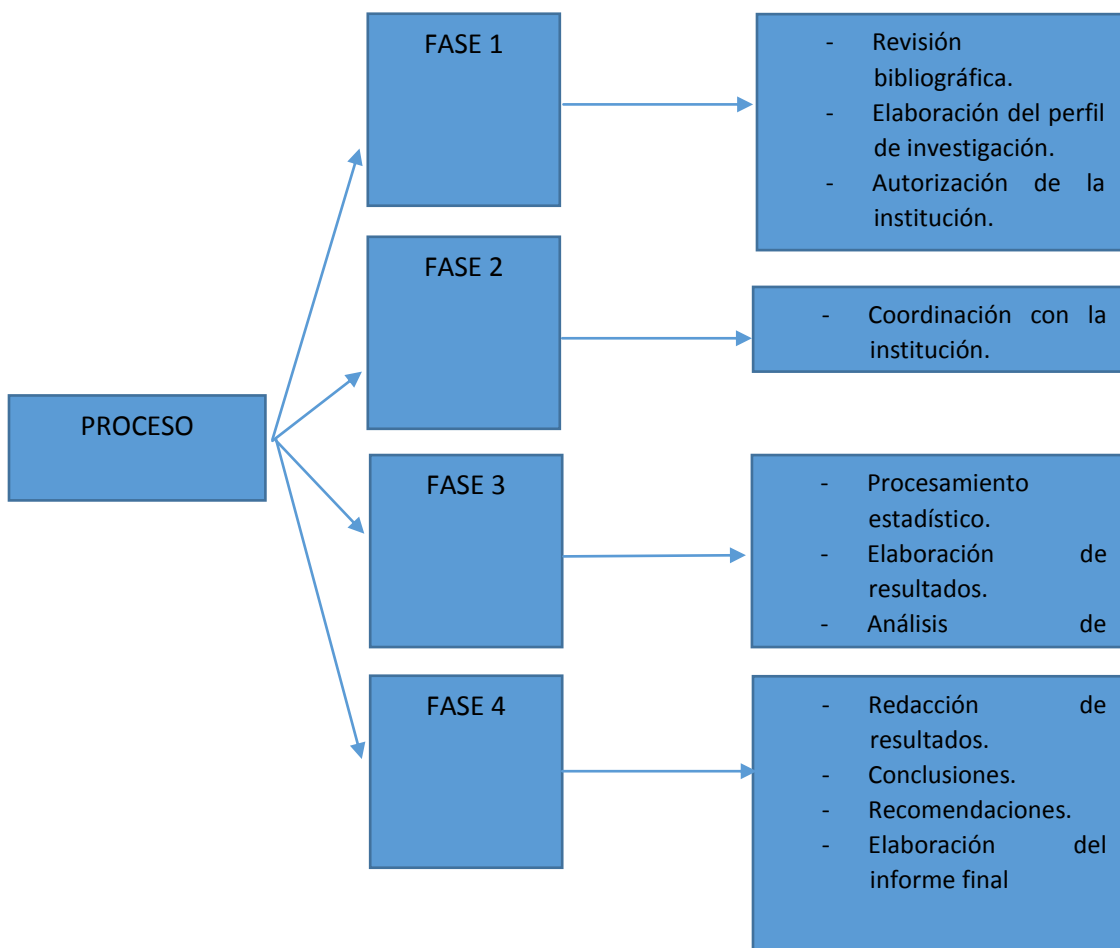 FASE 1
- Revisión
bibliográfica.
- Elaboración del perfil
de investigación.
- Autorización de la
institución.
FASE 2
- Coordinación con la
institución.
PROCESO
FASE 3
- Procesamiento
estadístico.
- Elaboración de
resultados.
- Análisis de
FASE 4
- Redacción de
resultados.
- Conclusiones.
- Recomendaciones.
- Elaboración del
informe final